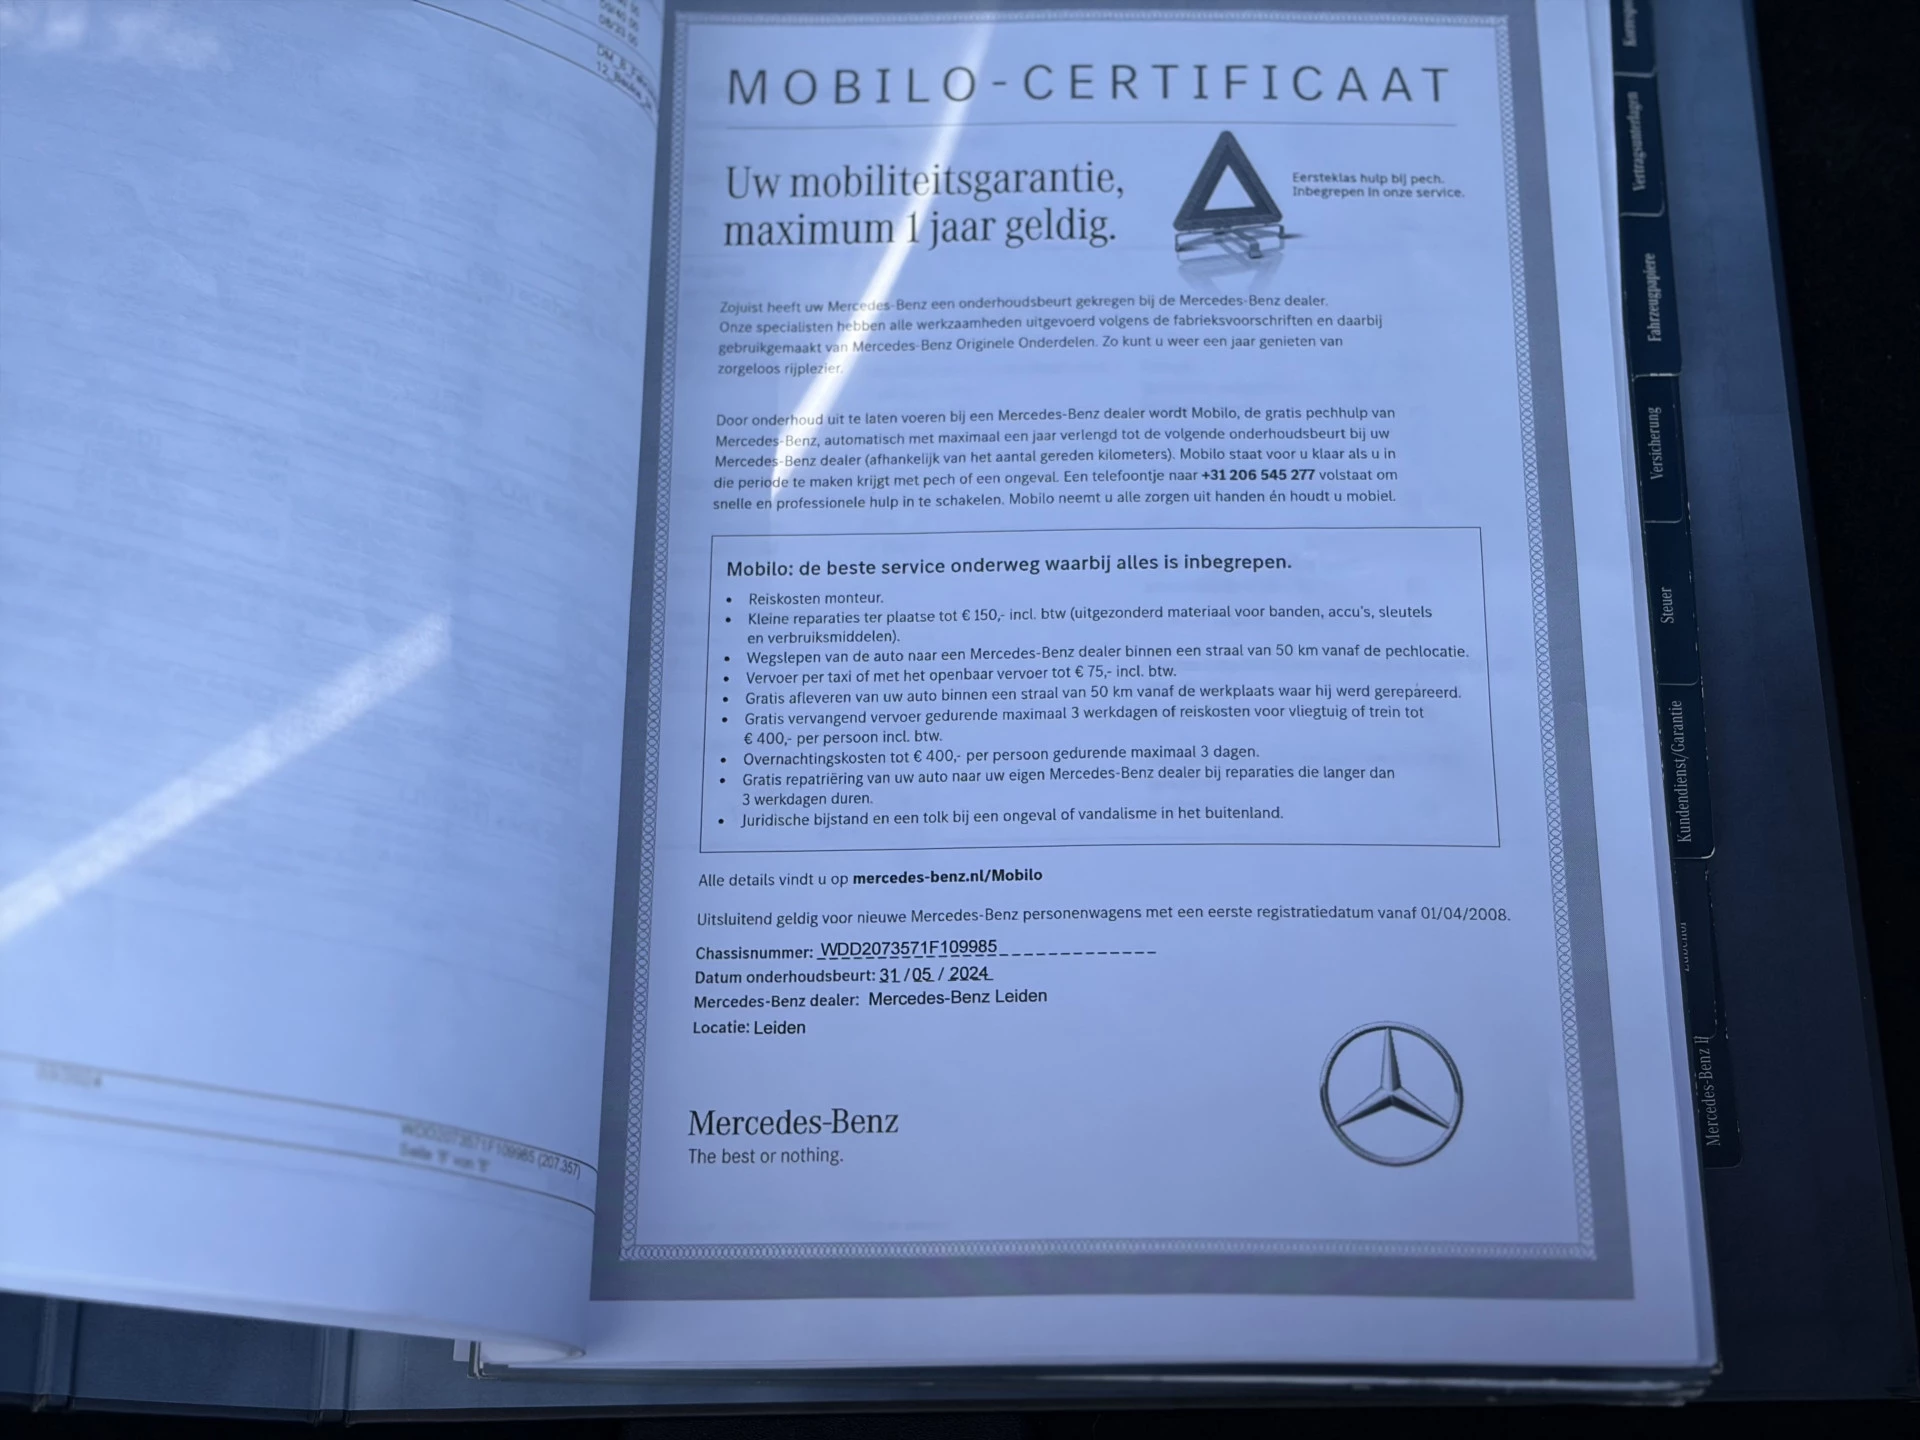 MOBILO-CERTIFICAAT
Uw mobiliteitsgarantie,
maximum 1 jaar geldig.
Eersteklas hulp bij pech.
Inbegrepen in onze service.
Zojuist heeft uw Mercedes-Benz een onderhoudsbeurt gekregen bij de Mercedes-Benz dealer.
Onze specialisten hebben alle werkzaamheden uitgevoerd volgens de fabrieksvoorschriften en daarbij
gebruikgemaakt van Mercedes-Benz Originele Onderdelen. Zo kunt u weer een jaar genieten van
zorgeloos rijplezier.
Door onderhoud uit te laten voeren bij een Mercedes-Benz dealer wordt Mobilo, de gratis pechhulp van
Mercedes-Benz, automatisch met maximaal een jaar verlengd tot de volgende onderhoudsbeurt bij uw
Mercedes-Benz dealer (afhankelijk van het aantal gereden kilometers). Mobilo staat voor u klaar als u in
die periode te maken krijgt met pech of een ongeval. Een telefoontje naar +31 206 545 277 volstaat om
snelle en professionele hulp in te schakelen. Mobilo neemt u alle zorgen uit handen én houdt u mobiel.
Mobilo: de beste service onderweg waarbij alles is inbegrepen.
• Reiskosten monteur.
• Kleine reparaties ter plaatse tot € 150,- incl. btw (uitgezonderd materiaal voor banden, accu's, sleutels
en verbruiksmiddelen).
• Wegslepen van de auto naar een Mercedes-Benz dealer binnen een straal van 50 km vanaf de pechlocatie.
• Vervoer per taxi of met het openbaar vervoer tot € 75,- incl. btw.
• Gratis afleveren van uw auto binnen een straal van 50 km vanaf de werkplaats waar hij werd gerepareerd.
• Gratis vervangend vervoer gedurende maximaal 3 werkdagen of reiskosten voor vliegtuig of trein tot
€ 400,- per persoon incl. btw.
• Overnachtingskosten tot € 400,- per persoon gedurende maximaal 3 dagen.
• Gratis repatriëring van uw auto naar uw eigen Mercedes-Benz dealer bij reparaties die langer dan
3 werkdagen duren.
• Juridische bijstand en een tolk bij een ongeval of vandalisme in het buitenland.
Alle details vindt u op mercedes-benz.nl/Mobilo
Uitsluitend geldig voor nieuwe Mercedes-Benz personenwagens met een eerste registratiedatum vanaf 01/04/2008.
Chassisnummer: WDD2073571F109985
Datum onderhoudsbeurt: 31/05/2024
Mercedes-Benz dealer: Mercedes-Benz Leiden
Locatie: Leiden
Mercedes-Benz
The best or nothing.
WDD2073571F109985 (207.357)
Vertragsunterlagen
Fahrzeugpapiere
Versicherung
Steuer
Kundendienst/Garantie
Mercedes-Benz